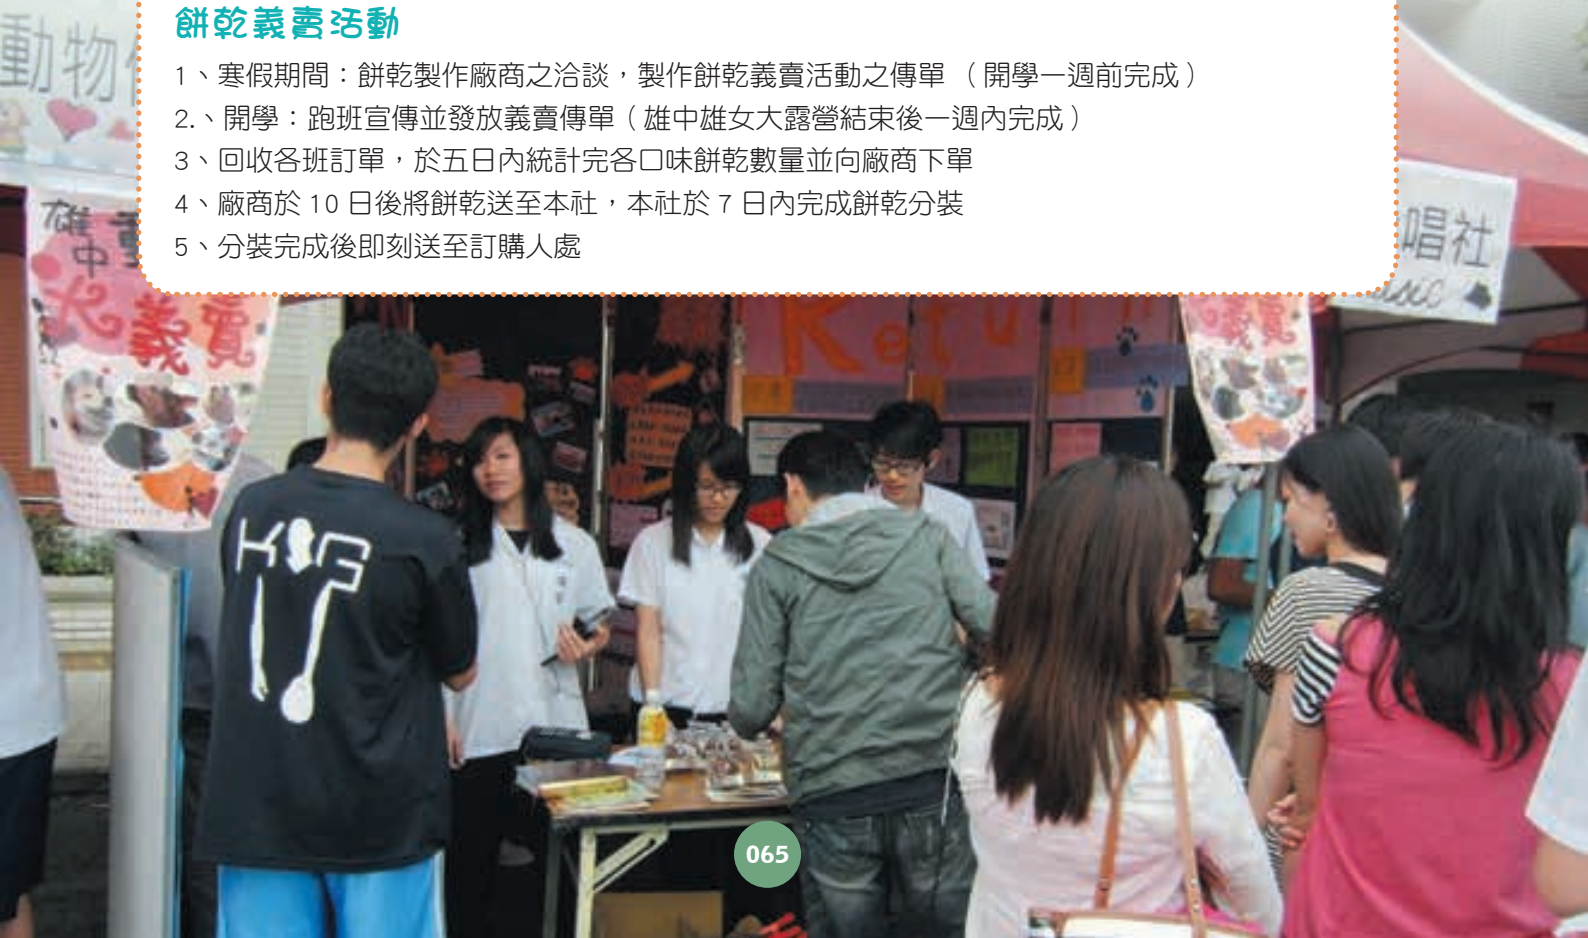 餅乾義賣活動
1、寒假期間：餅乾製作廠商之洽談，製作餅乾義賣活動之傳單 （開學一週前完成）
2.、開學：跑班宣傳並發放義賣傳單（雄中雄女大露營結束後一週內完成）
3、回收各班訂單，於五日內統計完各口味餅乾數量並向廠商下單
4、廠商於 10 日後將餅乾送至本社，本社於 7 日內完成餅乾分裝
5、分裝完成後即刻送至訂購人處
動物
雄中
大義賣
唱社
義賣
065